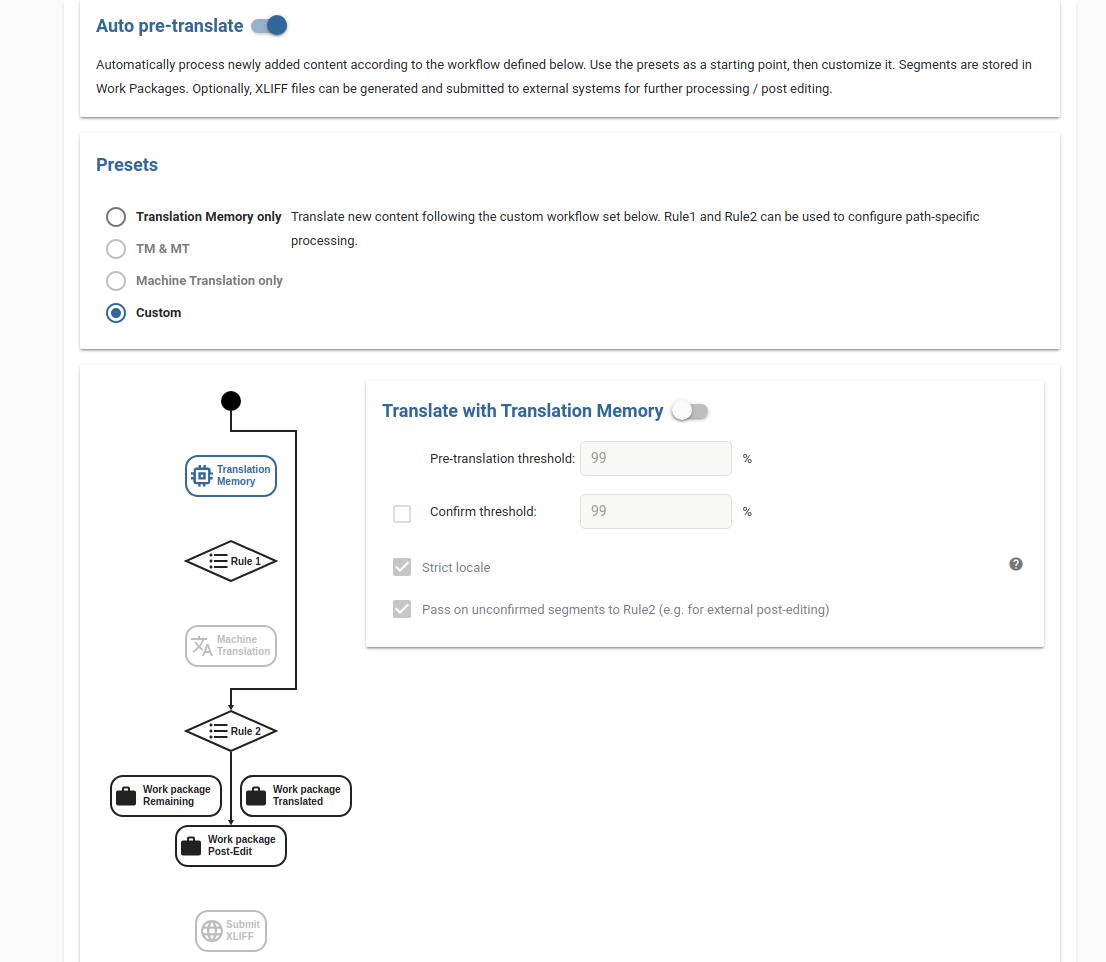 Auto pre-translate
Automatically process newly added content according to the workflow defined below. Use the presets as a starting point, then customize it. Segments are stored in
Work Packages. Optionally, XLIFF files can be generated and submitted to external systems for further processing / post editing.
Presets
Translation Memory only
Translate new content following the custom workflow set below. Rule1 and Rule2 can be used to configure path-specific
processing.
TM & MT
Machine Translation only
Custom
Translation
Memory
Rule 1
Machine
Translation
Rule 2
Work package
Remaining
Work package
Translated
Work package
Post-Edit
Submit
XLIFF
Translate with Translation Memory
Pre-translation threshold: 99 %
Confirm threshold: 99 %
Strict locale
?
Pass on unconfirmed segments to Rule2 (e.g. for external post-editing)